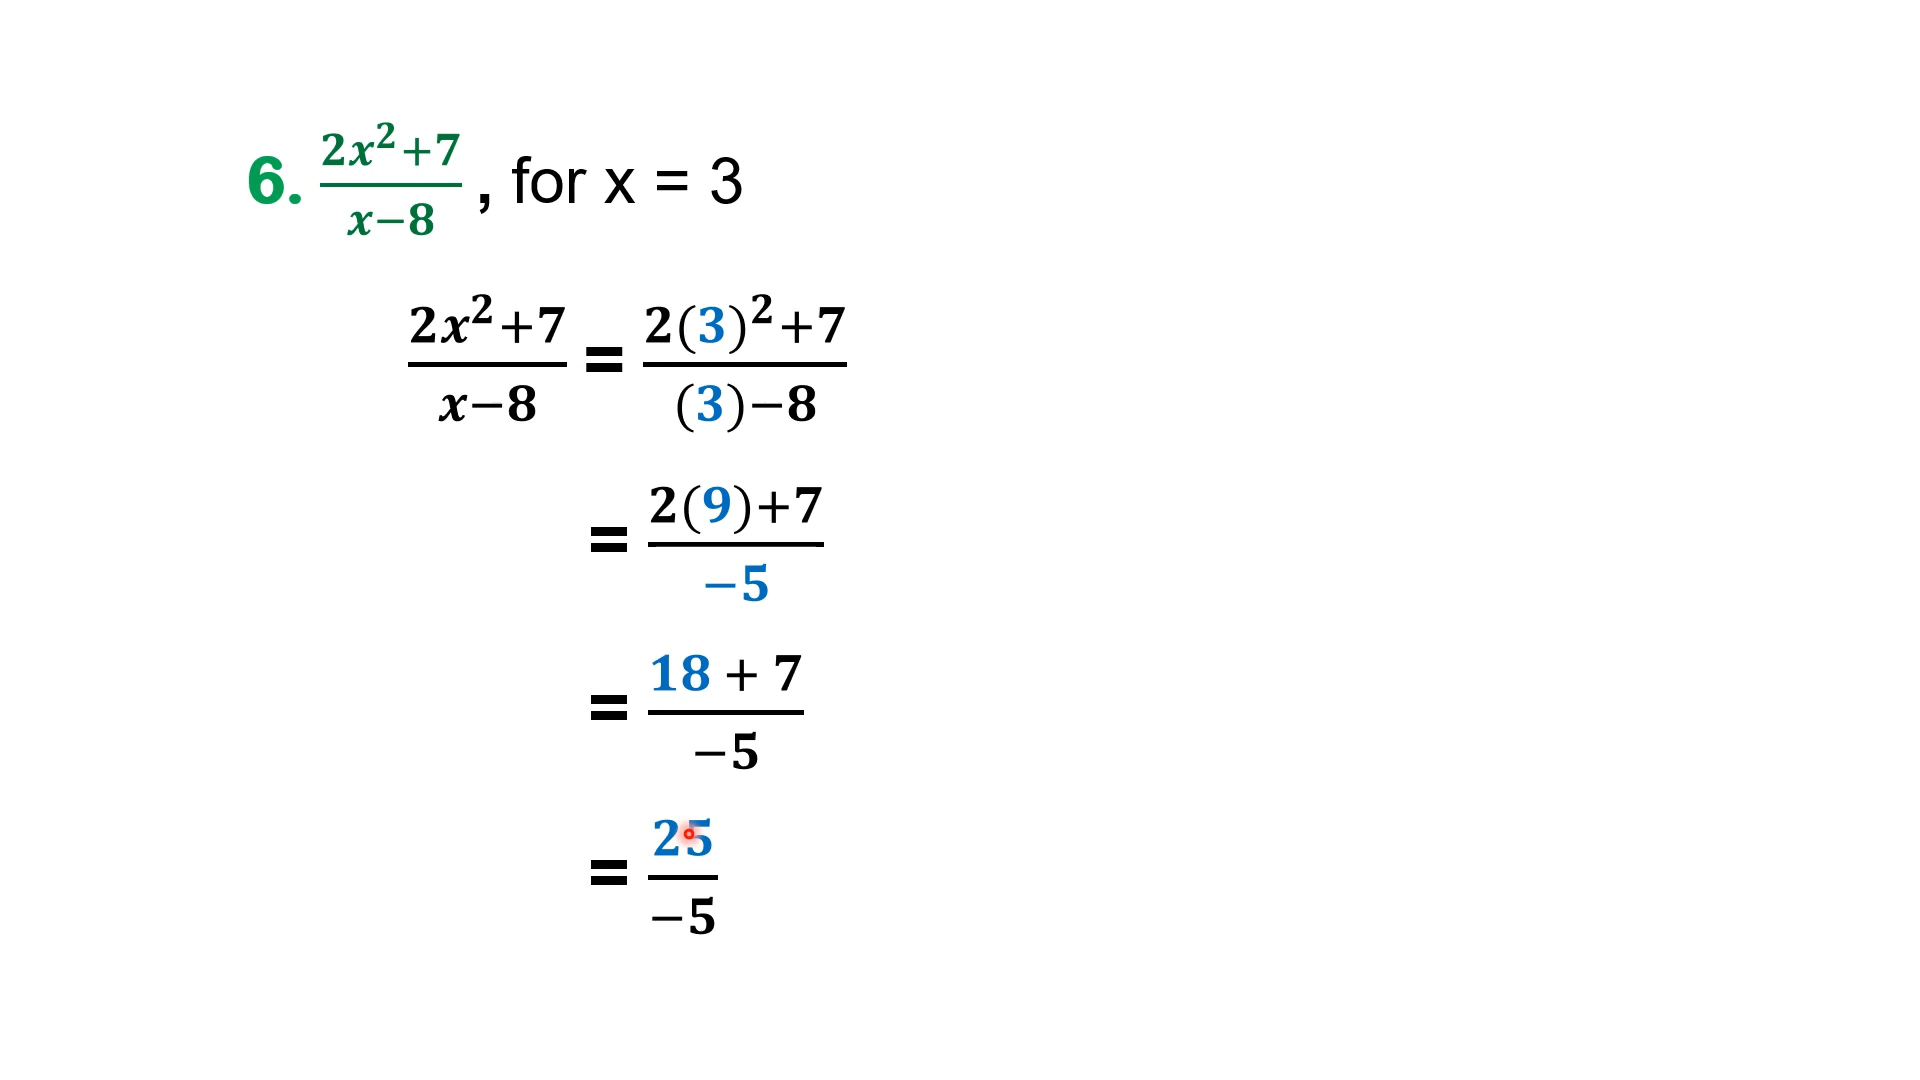 6. (2x²+7)/(x−8) , for x = 3
(2x²+7)/(x−8) = (2(3)²+7)/((3)−8)
= (2(9)+7)/(−5)
= (18 + 7)/(−5)
= 25/(−5)